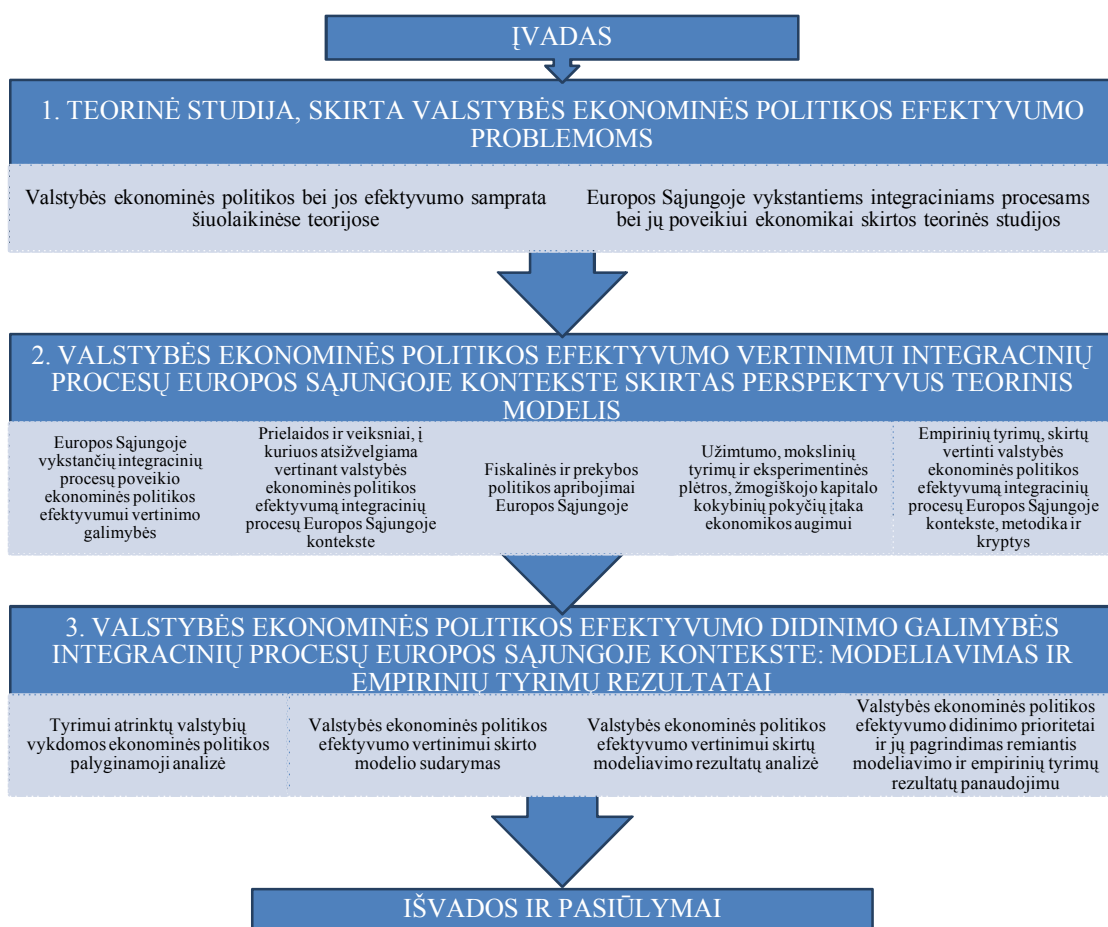 ĮVADAS
1. TEORINĖ STUDIJA, SKIRTA VALSTYBĖS EKONOMINĖS POLITIKOS EFEKTYVUMO
PROBLEMOMS
Valstybės ekonominės politikos bei jos efektyvumo samprata
šiuolaikinėse teorijose
Europos Sąjungoje vykstantiems integraciniams procesams
bei jų poveikiui ekonomikai skirtos teorinės studijos
2. VALSTYBĖS EKONOMINĖS POLITIKOS EFEKTYVUMO VERTINIMUI INTEGRACINIŲ
PROCESŲ EUROPOS SĄJUNGOJE KONTEKSTE SKIRTAS PERSPEKTYVUS TEORINIS
MODELIS
Europos Sąjungoje
vykstančių integracinių
procesų poveikio
ekonominės politikos
efektyvumui vertinimo
galimybės
Prielaidos ir veiksniai, į
kuriuos atsižvelgiama
vertinant valstybės
ekonominės politikos
efektyvumą integracinių
procesų Europos Sąjungoje
kontekste
Fiskalinės ir prekybos
politikos apribojimai
Europos Sąjungoje
Užimtumo, mokslinių
tyrimų ir eksperimentinės
plėtros, žmogiškojo kapitalo
kokybinių pokyčių įtaka
ekonomikos augimui
Empirinių tyrimų, skirtų
vertinti valstybės
ekonominės politikos
efektyvumą integracinių
procesų Europos Sąjungoje
kontekste, metodika ir
kryptys
3. VALSTYBĖS EKONOMINĖS POLITIKOS EFEKTYVUMO DIDINIMO GALIMYBĖS
INTEGRACINIŲ PROCESŲ EUROPOS SĄJUNGOJE KONTEKSTE: MODELIAVIMAS IR
EMPIRINIŲ TYRIMŲ REZULTATAI
Tyrimui atrinktų valstybių
vykdomos ekonominės politikos
palyginamoji analizė
Valstybės ekonominės politikos
efektyvumo vertinimui skirto
modelio sudarymas
Valstybės ekonominės politikos
efektyvumo vertinimui skirtų
modeliavimo rezultatų analizė
Valstybės ekonominės politikos
efektyvumo didinimo prioritetai
ir jų pagrindimas remiantis
modeliavimo ir empirinių tyrimų
rezultatų panaudojimu
IŠVADOS IR PASIŪLYMAI